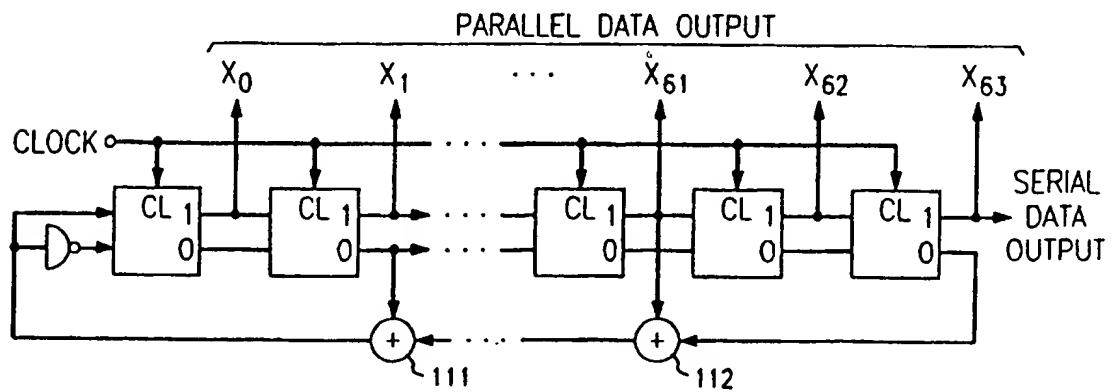 PARALLEL DATA OUTPUT
X0 X1 ... X61 X62 X63
CLOCK
CL 1 CL 1 CL 1 CL 1 CL 1
0 0 0 0 0
SERIAL
DATA
OUTPUT
+ +
111 112